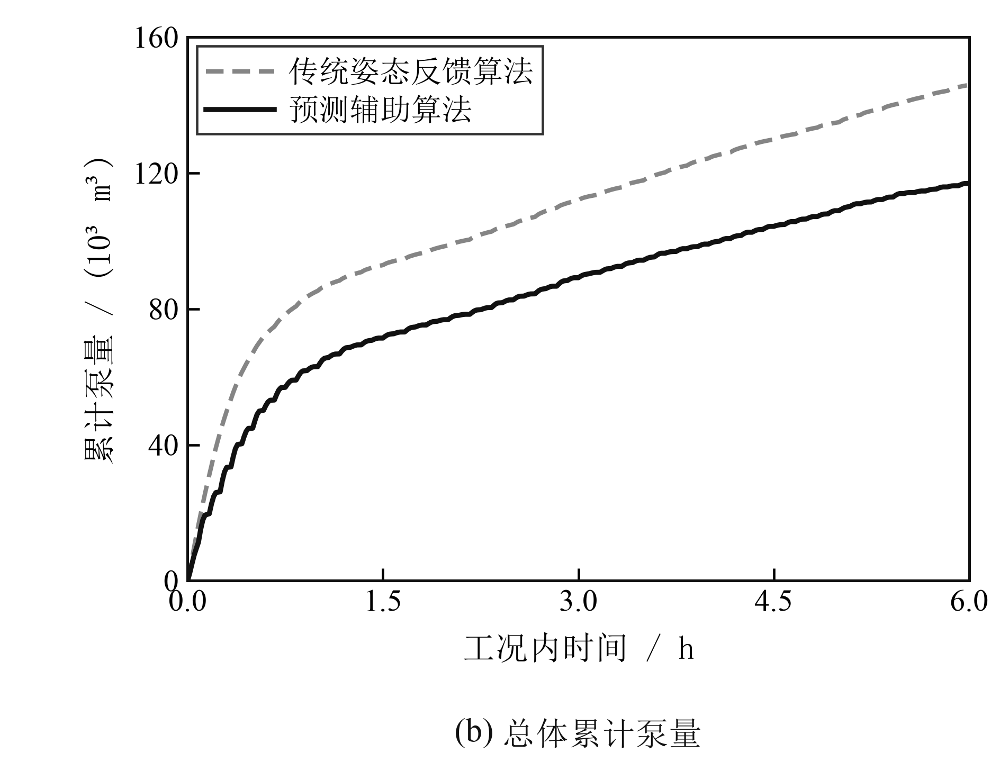 160
传统姿态反馈算法
预测辅助算法
120
80
40
0
累计泵量 / (10³ m³)
0.0 1.5 3.0 4.5 6.0
工况内时间 / h
(b) 总体累计泵量